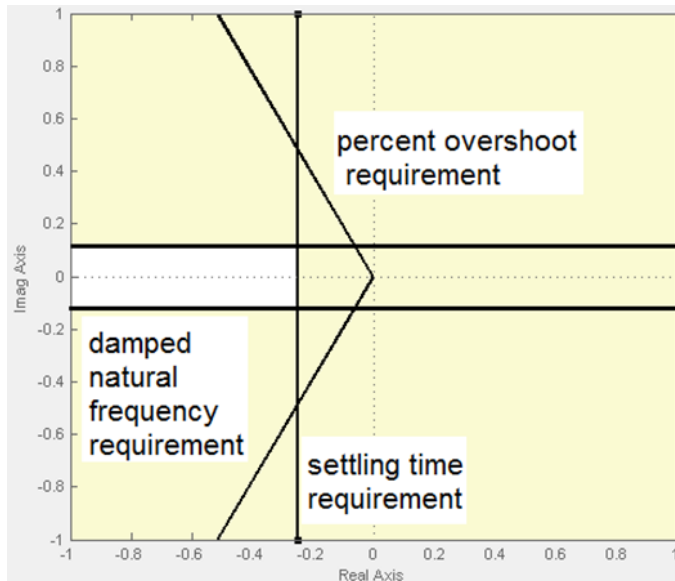 1
0.8
0.6
0.4
0.2
0
-0.2
-0.4
-0.6
-0.8
-1
Imag Axis
percent overshoot
requirement
damped
natural
frequency
requirement
settling time
requirement
-1 -0.8 -0.6 -0.4 -0.2 0 0.2 0.4 0.6 0.8 1
Real Axis